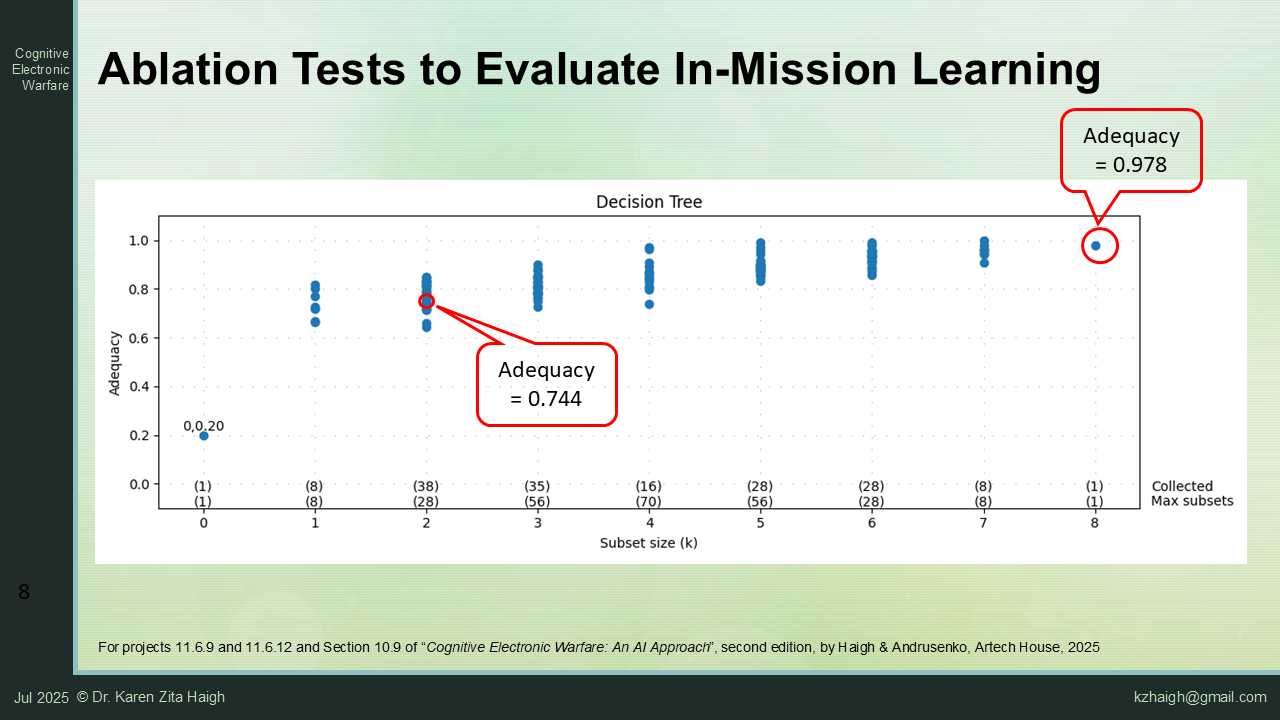 Cognitive
Electronic
Warfare
Ablation Tests to Evaluate In-Mission Learning
Adequacy
= 0.978
Decision Tree
Adequacy
1.0
0.8
0.6
0.4
0.2
0.0
0,0.20
Adequacy
= 0.744
(1) (8) (38) (35) (16) (28) (28) (8) (1) Collected
(1) (8) (28) (56) (70) (56) (28) (8) (1) Max subsets
0 1 2 3 4 5 6 7 8
Subset size (k)
8
For projects 11.6.9 and 11.6.12 and Section 10.9 of “Cognitive Electronic Warfare: An AI Approach”, second edition, by Haigh & Andrusenko, Artech House, 2025
Jul 2025 © Dr. Karen Zita Haigh kzhaigh@gmail.com